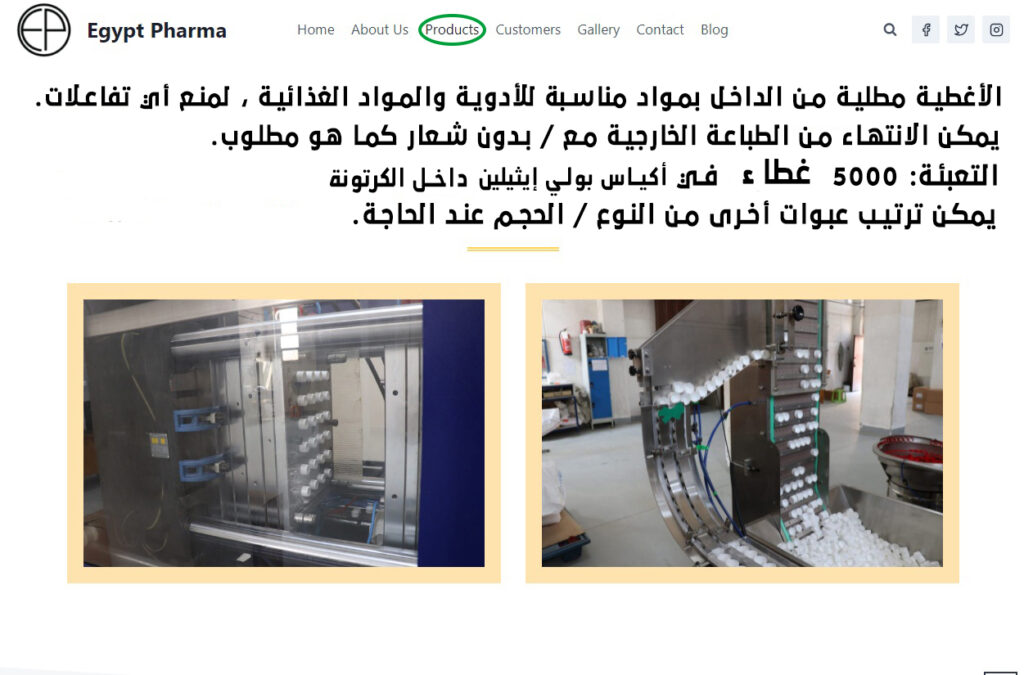 Egypt Pharma
Home About Us Products Customers Gallery Contact Blog
الأغطية مطلية من الداخل بمواد مناسبة للأدوية والمواد الغذائية ، لمنع أي تفاعلات.
يمكن الانتهاء من الطباعة الخارجية مع / بدون شعار كما هو مطلوب.
التعبئة: 5000 غطاء في أكياس بولي إيثيلين داخل الكرتونة
يمكن ترتيب عبوات أخرى من النوع / الحجم عند الحاجة.